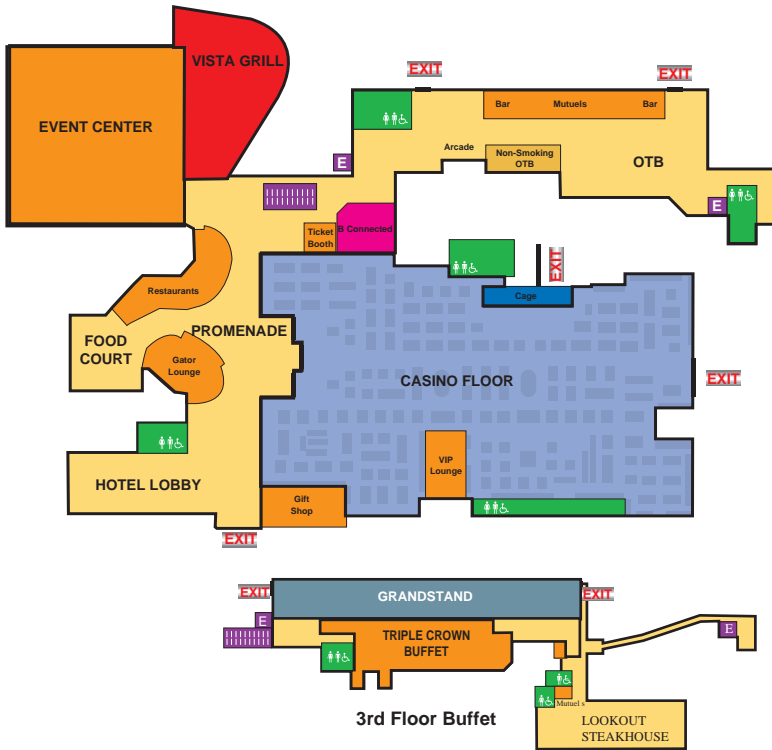 VISTA GRILL
EVENT CENTER
EXIT
EXIT
Bar
Mutuels
Bar
Arcade
Non-Smoking
OTB
OTB
E
E
Ticket
Booth
B Connected
EXIT
Cage
Restaurants
PROMENADE
FOOD
COURT
Gator
Lounge
CASINO FLOOR
EXIT
VIP
Lounge
HOTEL LOBBY
Gift
Shop
EXIT
EXIT
GRANDSTAND
EXIT
E
TRIPLE CROWN
BUFFET
E
Mutuel s
3rd Floor Buffet
LOOKOUT
STEAKHOUSE